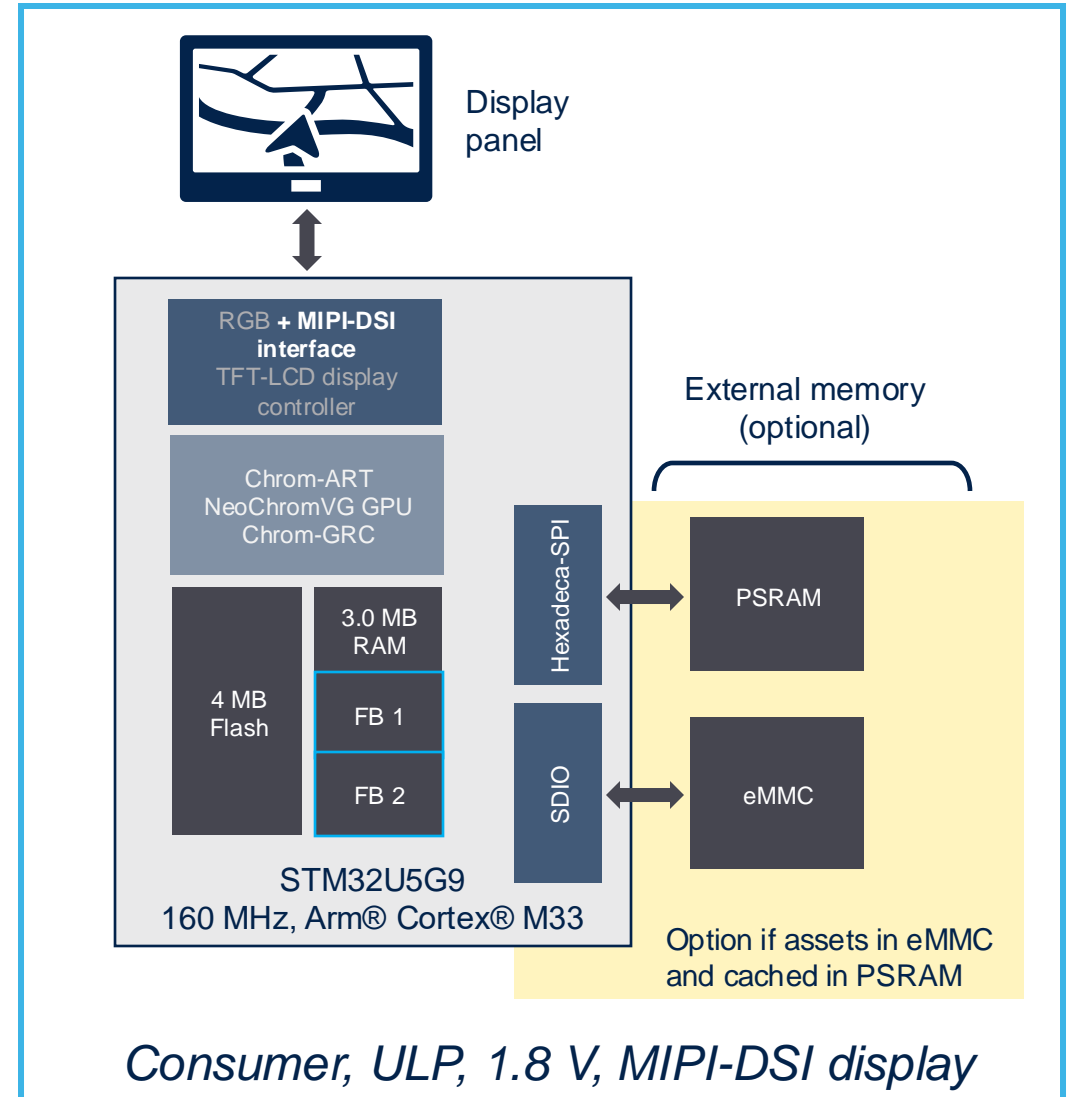 Display
panel
RGB + MIPI-DSI
interface
TFT-LCD display
controller
Chrom-ART
NeoChromVG GPU
Chrom-GRC
4 MB
Flash
3.0 MB
RAM
FB 1
FB 2
Hexadeca-SPI
SDIO
External memory
(optional)
PSRAM
eMMC
Option if assets in eMMC
and cached in PSRAM
STM32U5G9
160 MHz, Arm® Cortex® M33
Consumer, ULP, 1.8 V, MIPI-DSI display